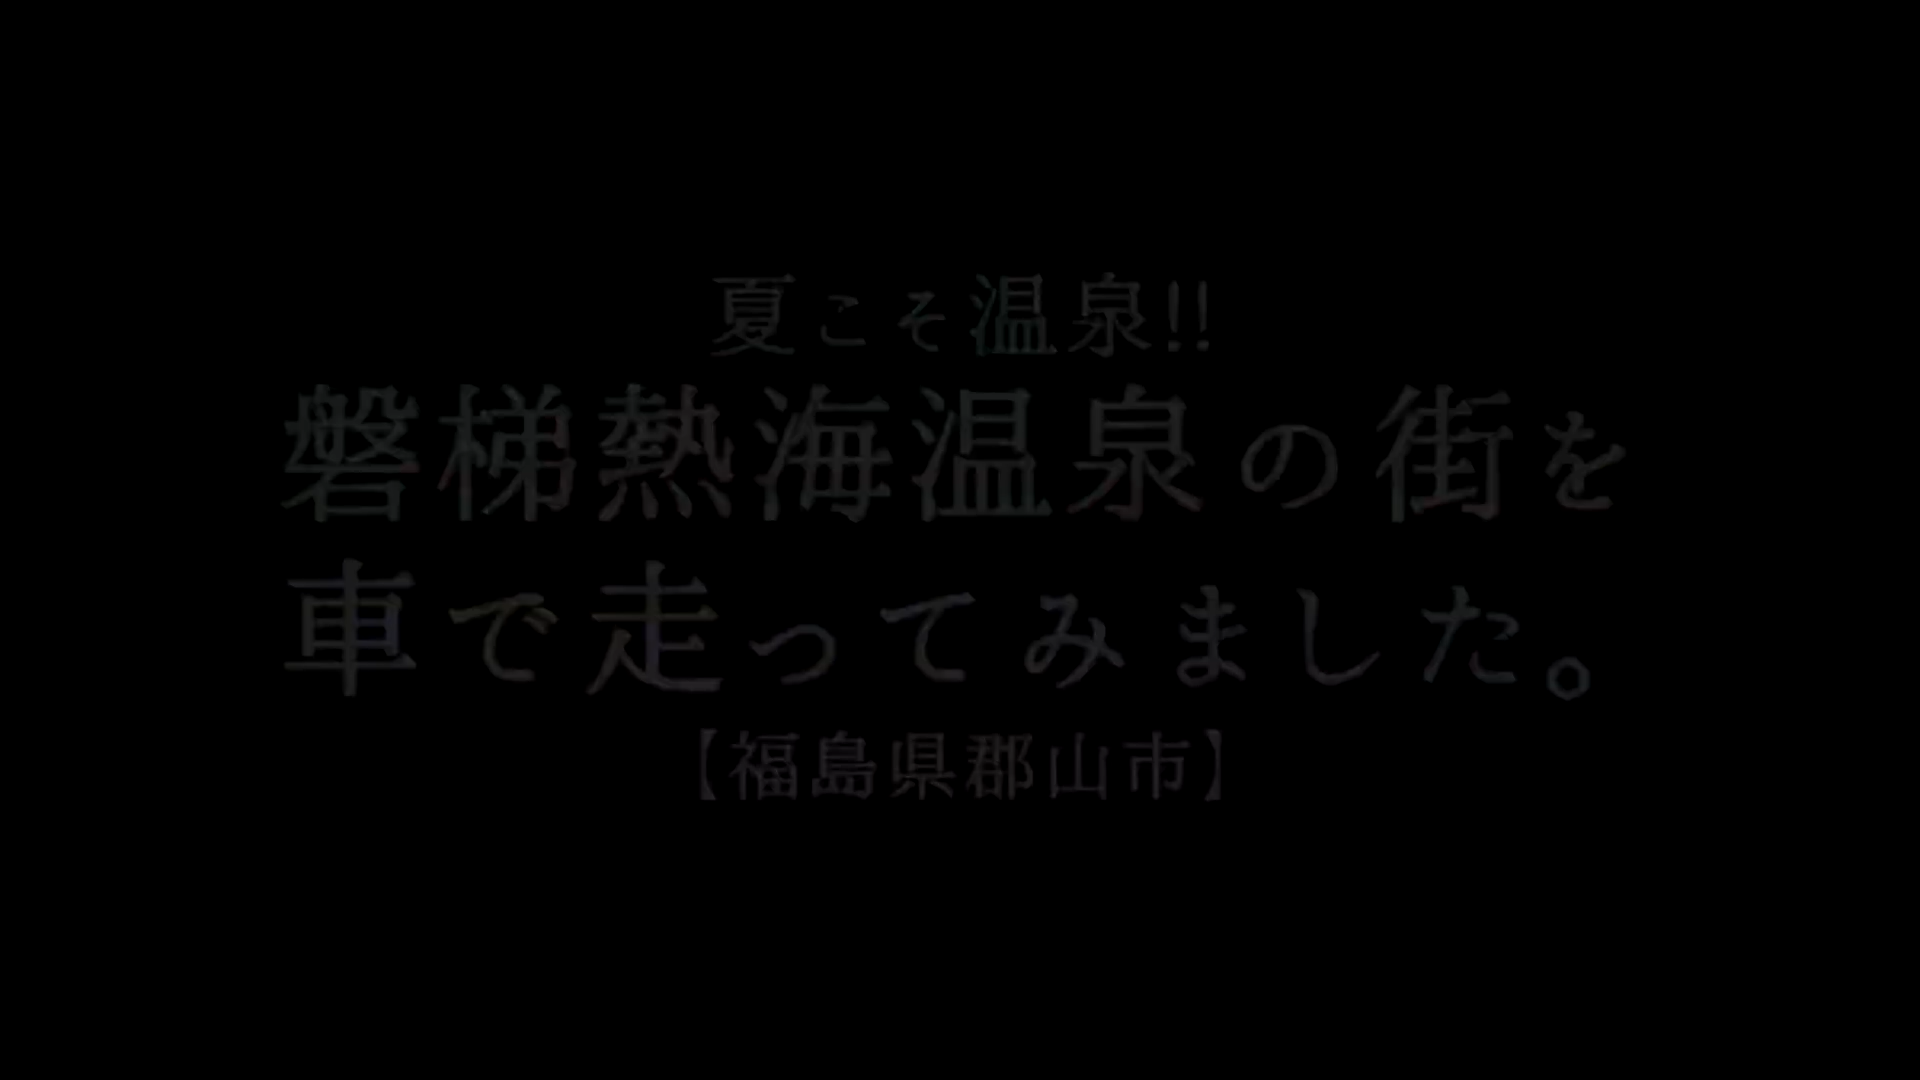 夏こそ温泉!!
磐梯熱海温泉の街を
車で走ってみました。
【福島県郡山市】